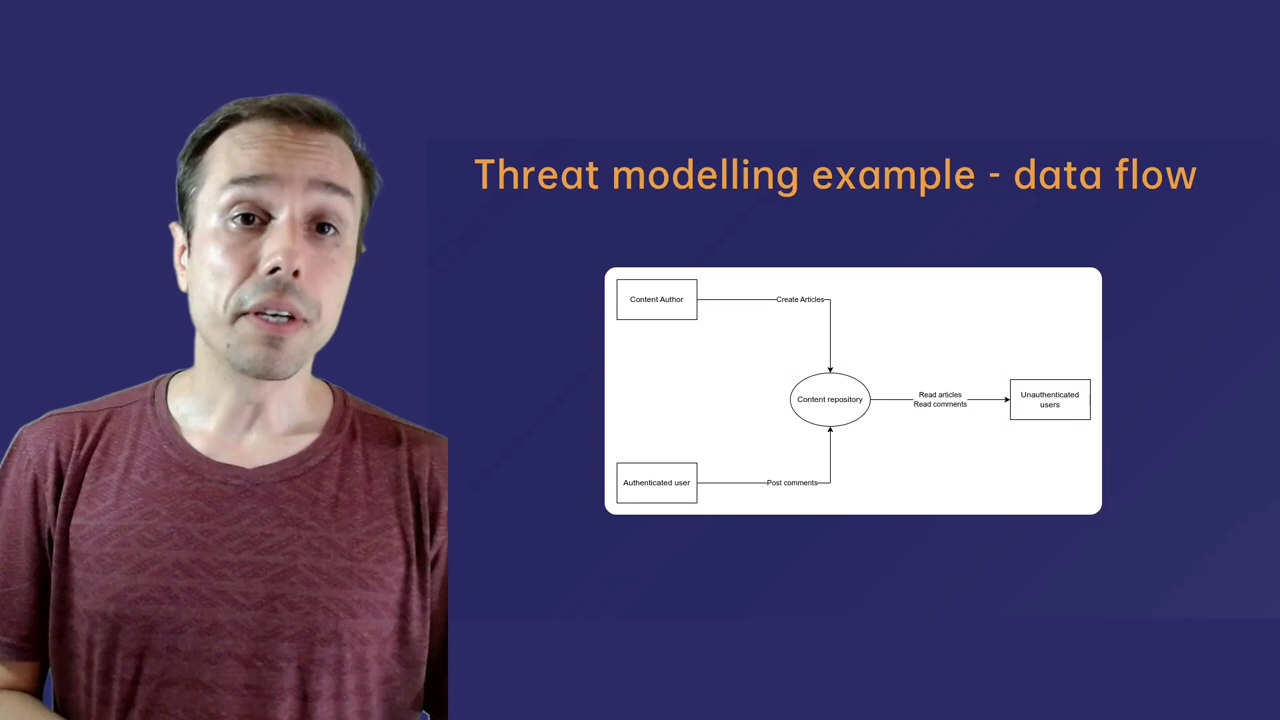 Threat modelling example - data flow
Content Author
Create Articles
Content repository
Read articles
Read comments
Unauthenticated
users
Authenticated user
Post comments